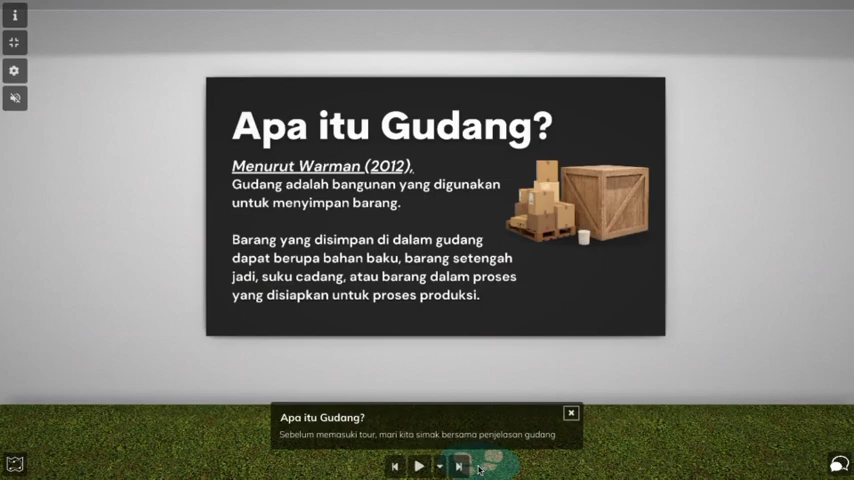 Apa itu Gudang?
Menurut Warman (2012),
Gudang adalah bangunan yang digunakan
untuk menyimpan barang.
Barang yang disimpan di dalam gudang
dapat berupa bahan baku, barang setengah
jadi, suku cadang, atau barang dalam proses
yang disiapkan untuk proses produksi.
Apa itu Gudang?
Sebelum memasuki tour, mari kita simak bersama penjelasan gudang